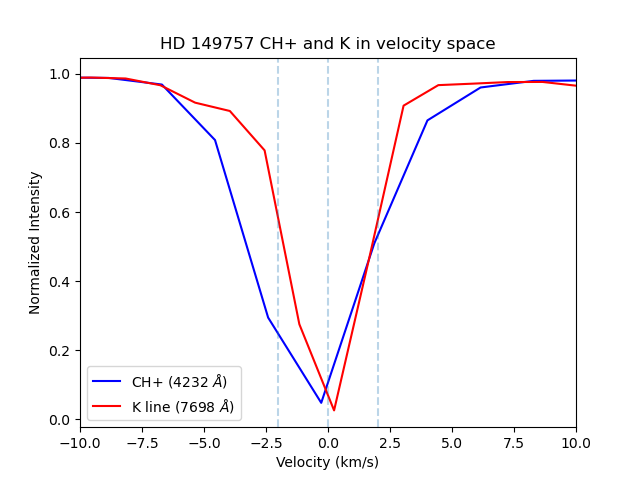 HD 149757 CH+ and K in velocity space
Normalized Intensity
1.0
0.8
0.6
0.4
0.2
0.0
CH+ (4232 Å)
K line (7698 Å)
−10.0 −7.5 −5.0 −2.5 0.0 2.5 5.0 7.5 10.0
Velocity (km/s)